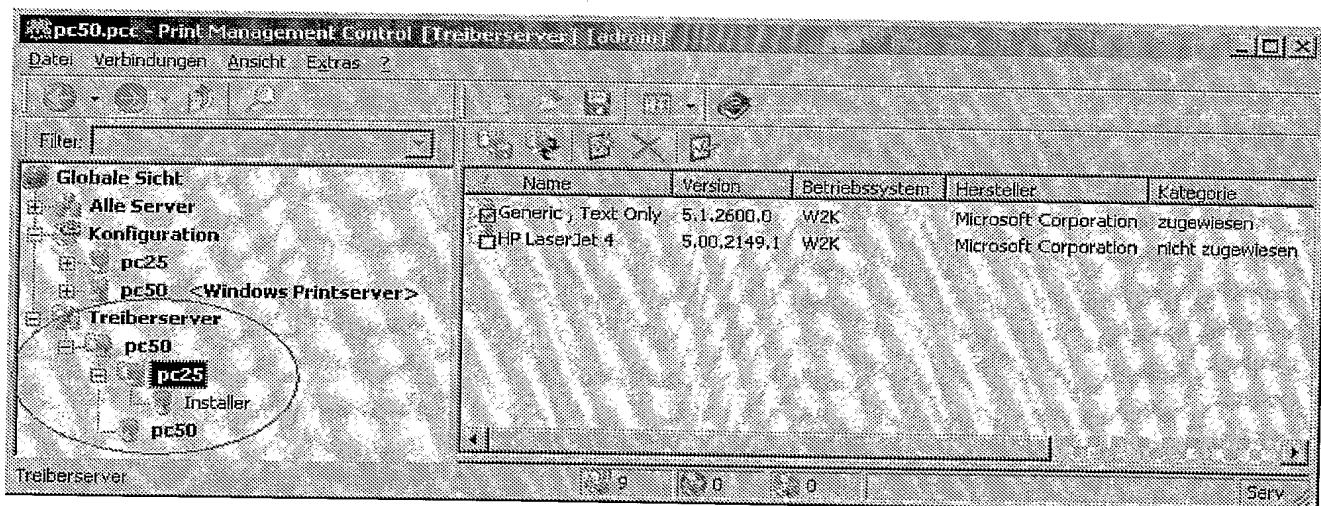 pc50.pcc - Print Management Control [Treiberserver] [admin]
Datei Verbindungen Ansicht Extras ?
Filter:
Globale Sicht
Alle Server
Konfiguration
pc25
pc50 <Windows Printserver>
Treiberserver
pc50
pc25
Installer
pc50
Name Version Betriebssystem Hersteller Kategorie
Generic , Text Only 5.1.2600.0 W2K Microsoft Corporation zugewiesen
HP LaserJet 4 5.00.2149.1 W2K Microsoft Corporation nicht zugewiesen
Treiberserver 9 0 0 Serv